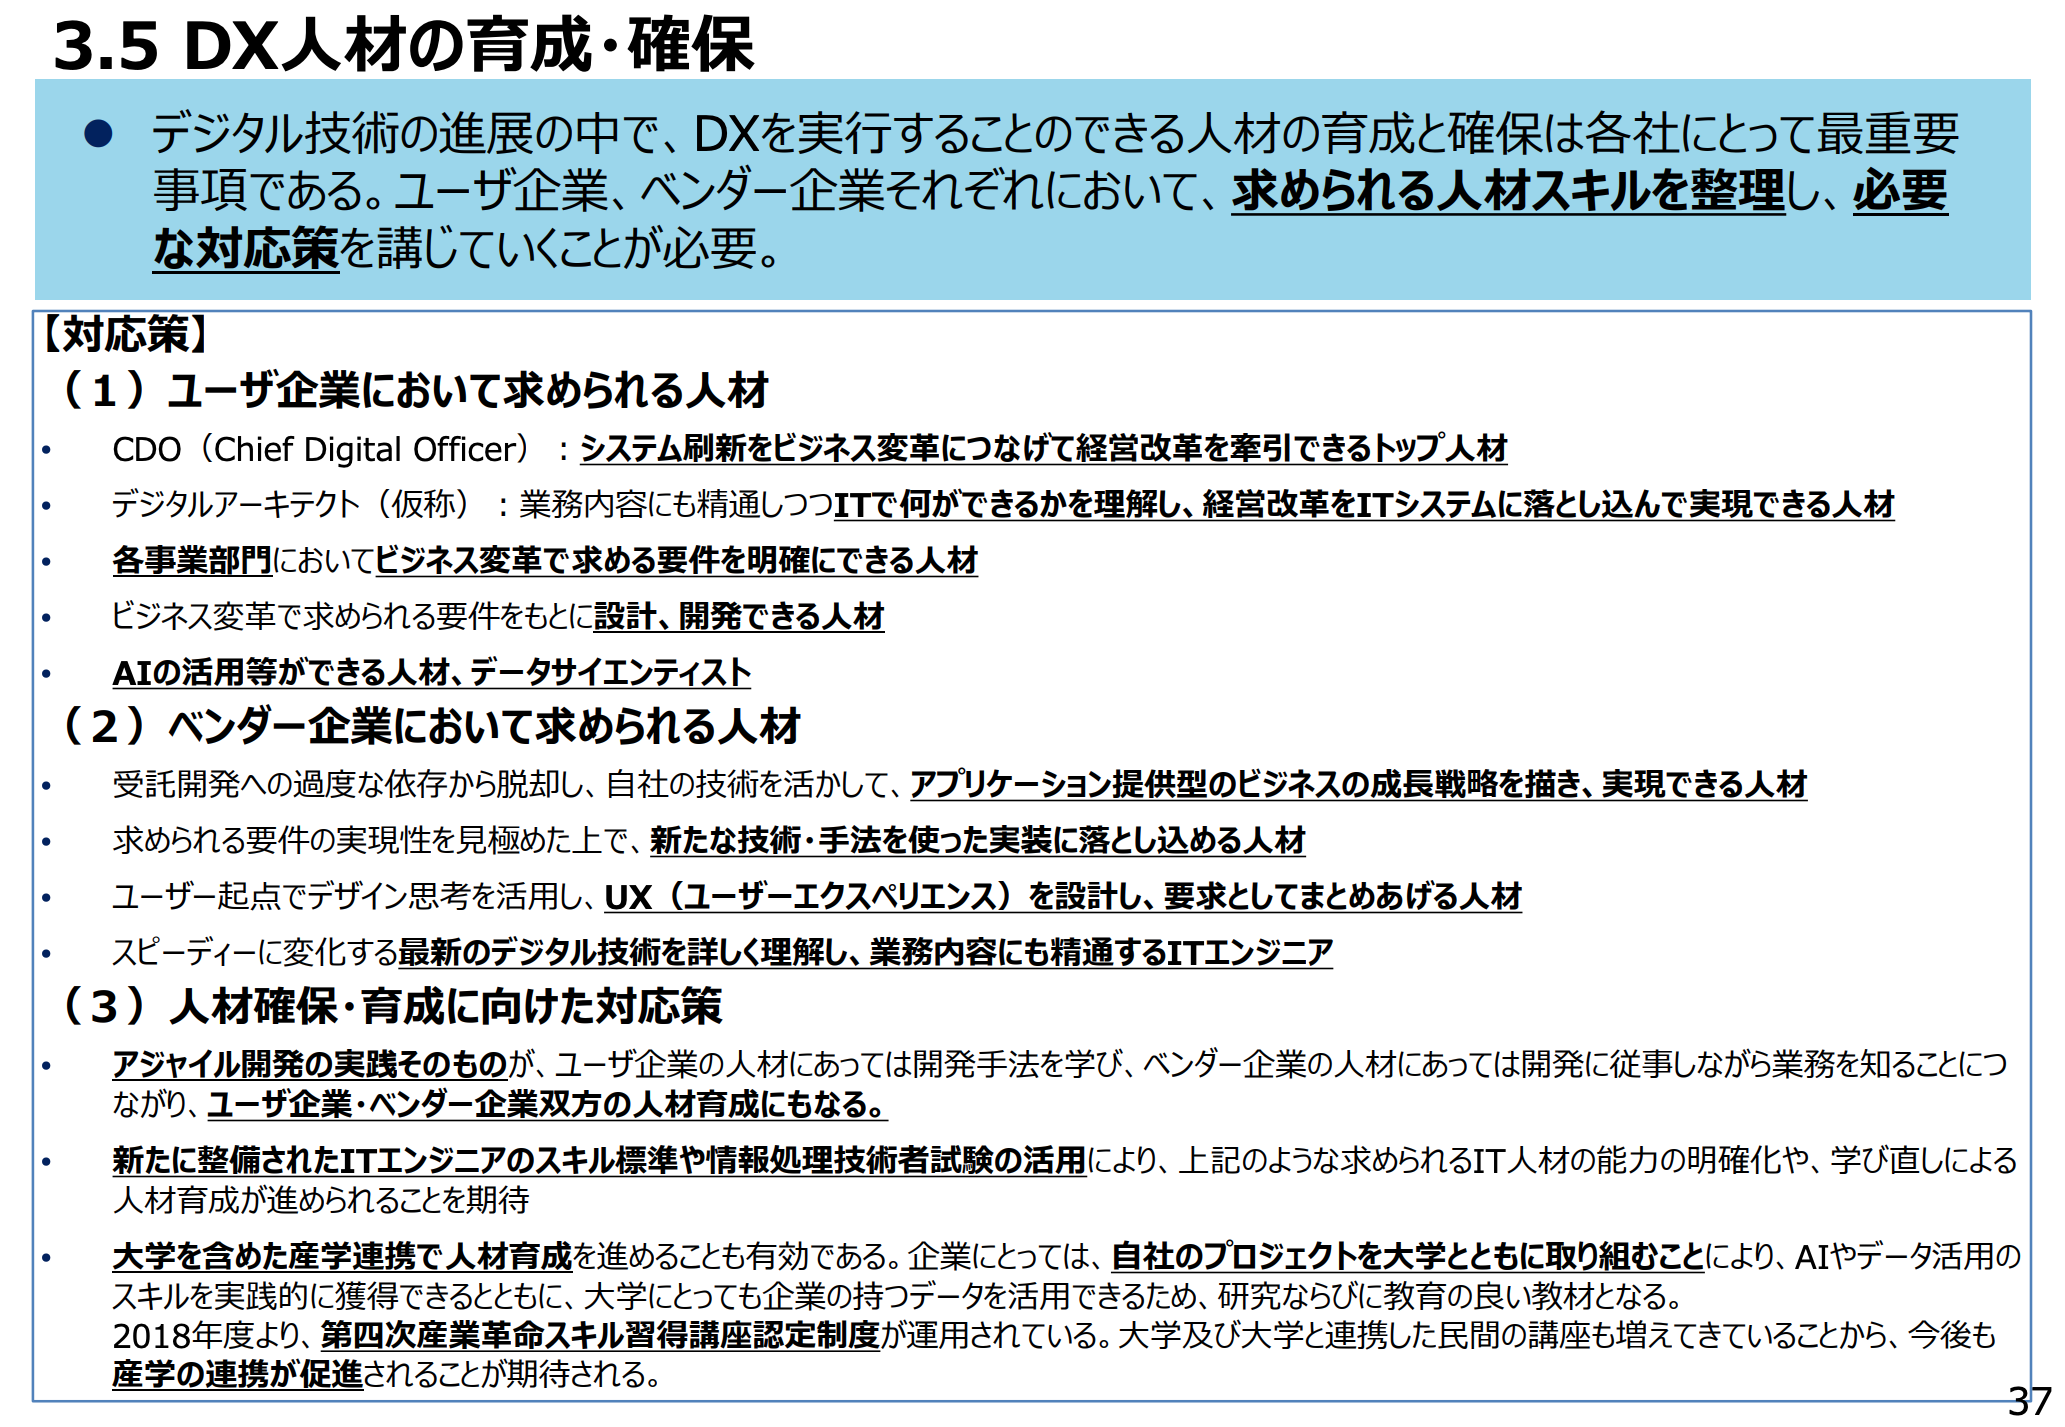 3.5 DX人材の育成・確保
● デジタル技術の進展の中で、DXを実行することのできる人材の育成と確保は各社にとって最重要
事項である。ユーザ企業、ベンダー企業それぞれにおいて、求められる人材スキルを整理し、必要
な対応策を講じていくことが必要。
【対応策】
（１）ユーザ企業において求められる人材
• CDO（Chief Digital Officer）：システム刷新をビジネス変革につなげて経営改革を牽引できるトップ人材
• デジタルアーキテクト（仮称）：業務内容にも精通しつつITで何ができるかを理解し、経営改革をITシステムに落とし込んで実現できる人材
• 各事業部門においてビジネス変革で求める要件を明確にできる人材
• ビジネス変革で求められる要件をもとに設計、開発できる人材
• AIの活用等ができる人材、データサイエンティスト
（２）ベンダー企業において求められる人材
• 受託開発への過度な依存から脱却し、自社の技術を活かして、アプリケーション提供型のビジネスの成長戦略を描き、実現できる人材
• 求められる要件の実現性を見極めた上で、新たな技術・手法を使った実装に落とし込める人材
• ユーザー起点でデザイン思考を活用し、UX（ユーザーエクスペリエンス）を設計し、要求としてまとめあげる人材
• スピーディーに変化する最新のデジタル技術を詳しく理解し、業務内容にも精通するITエンジニア
（３）人材確保・育成に向けた対応策
• アジャイル開発の実践そのものが、ユーザ企業の人材にあっては開発手法を学び、ベンダー企業の人材にあっては開発に従事しながら業務を知ることにつ
ながり、ユーザ企業・ベンダー企業双方の人材育成にもなる。
• 新たに整備されたITエンジニアのスキル標準や情報処理技術者試験の活用により、上記のような求められるIT人材の能力の明確化や、学び直しによる
人材育成が進められることを期待
• 大学を含めた産学連携で人材育成を進めることも有効である。企業にとっては、自社のプロジェクトを大学とともに取り組むことにより、AIやデータ活用の
スキルを実践的に獲得できるとともに、大学にとっても企業の持つデータを活用できるため、研究ならびに教育の良い教材となる。
2018年度より、第四次産業革命スキル習得講座認定制度が運用されている。大学及び大学と連携した民間の講座も増えてきていることから、今後も
産学の連携が促進されることが期待される。
37